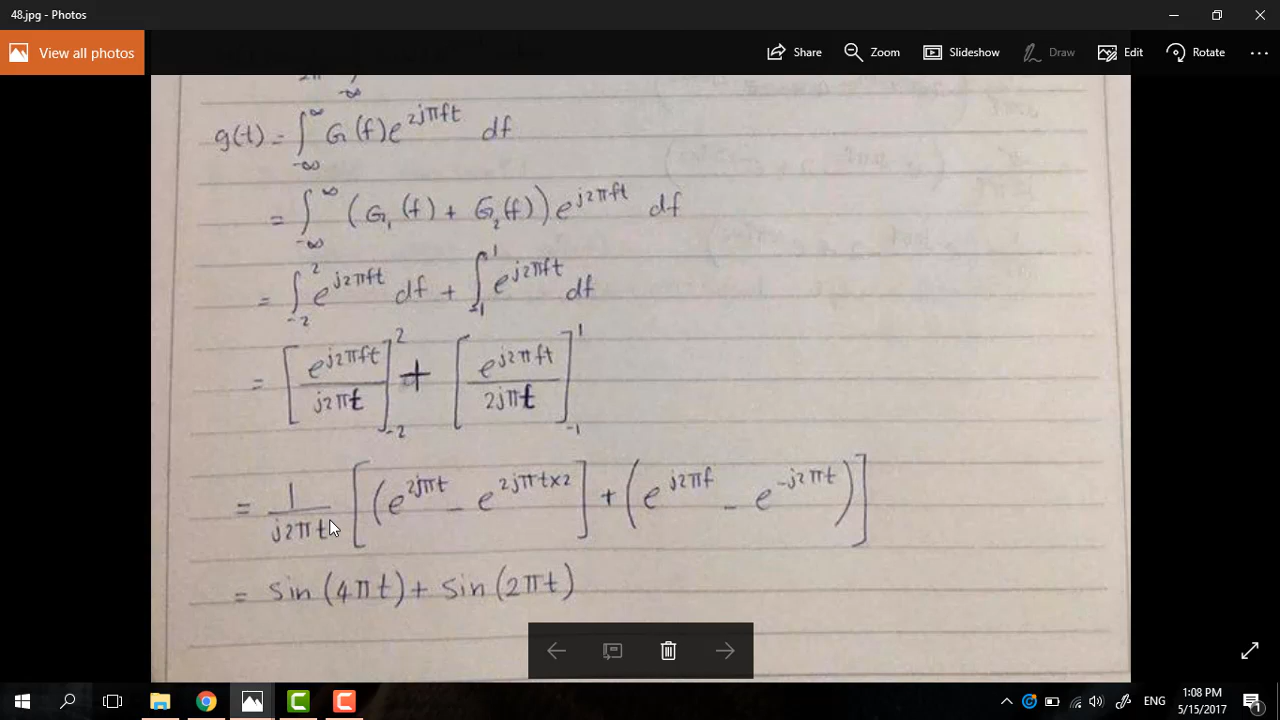 48.jpg - Photos
View all photos
Share Zoom Slideshow Draw Edit Rotate
-∞
g(t) = ∫_{-∞}^{∞} G(f) e^{2jπft} df
= ∫_{-∞}^{∞} (G₁(f) + G₂(f)) e^{j2πft} df
= ∫_{-2}^{2} e^{j2πft} df + ∫_{-1}^{1} e^{j2πft} df
= [e^{j2πft} / j2πt]_{-2}^{2} + [e^{j2πft} / 2jπt]_{-1}^{1}
= 1/(j2πt) [(e^{2jπt} - e^{2jπt×2}] + (e^{j2πf} - e^{-j2πt})]
= sin(4πt) + sin(2πt)
ENG
1:08 PM
5/15/2017
1